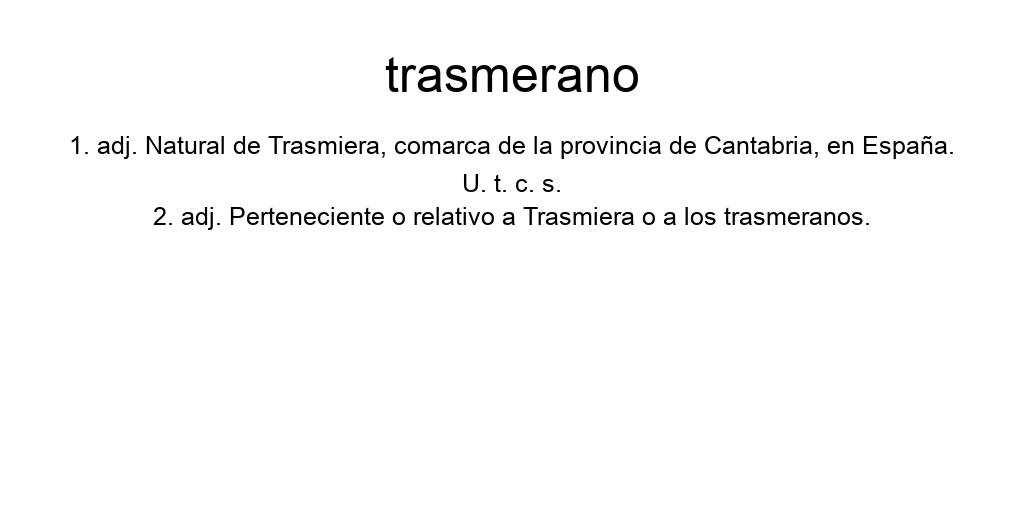 trasmerano
1. adj. Natural de Trasmiera, comarca de la provincia de Cantabria, en España.
U. t. c. s.
2. adj. Perteneciente o relativo a Trasmiera o a los trasmeranos.